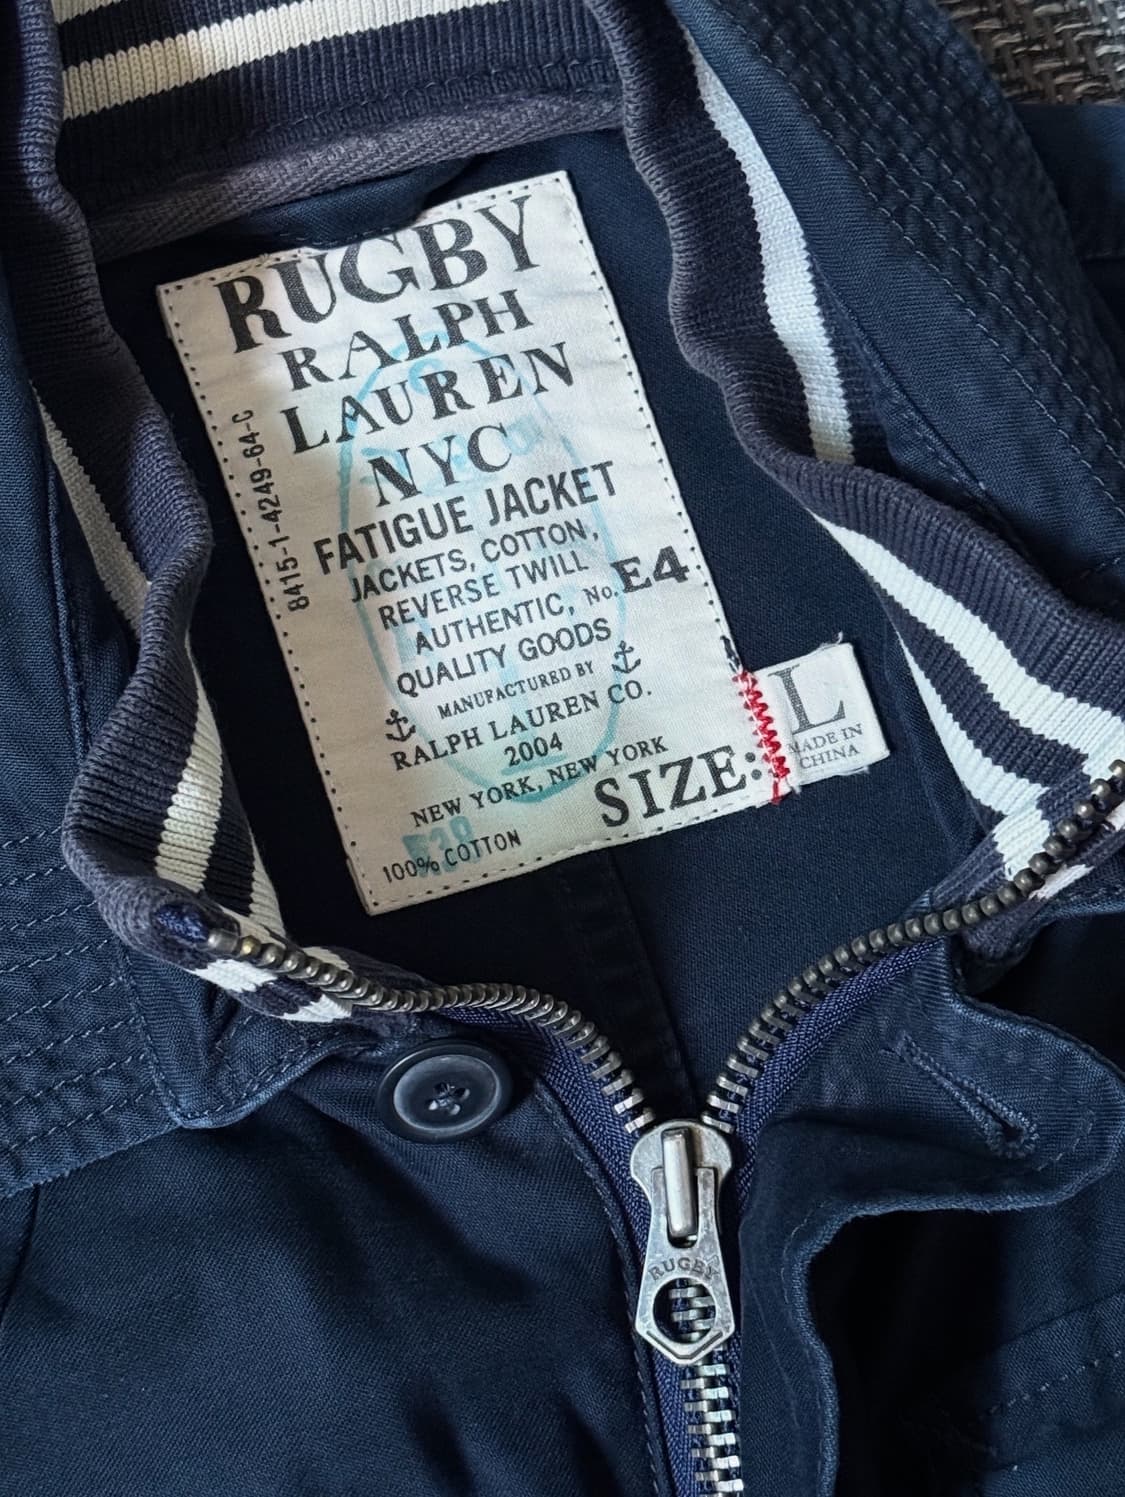 RUGBY
RALPH
LAUREN
NYC
FATIGUE JACKET
JACKETS, COTTON,
REVERSE TWILL
AUTHENTIC, No. E4
QUALITY GOODS
MANUFACTURED BY
RALPH LAUREN CO.
2004
NEW YORK, NEW YORK
SIZE:
100% COTTON
8415-1-4249-64-C
L
MADE IN
CHINA
RUGBY